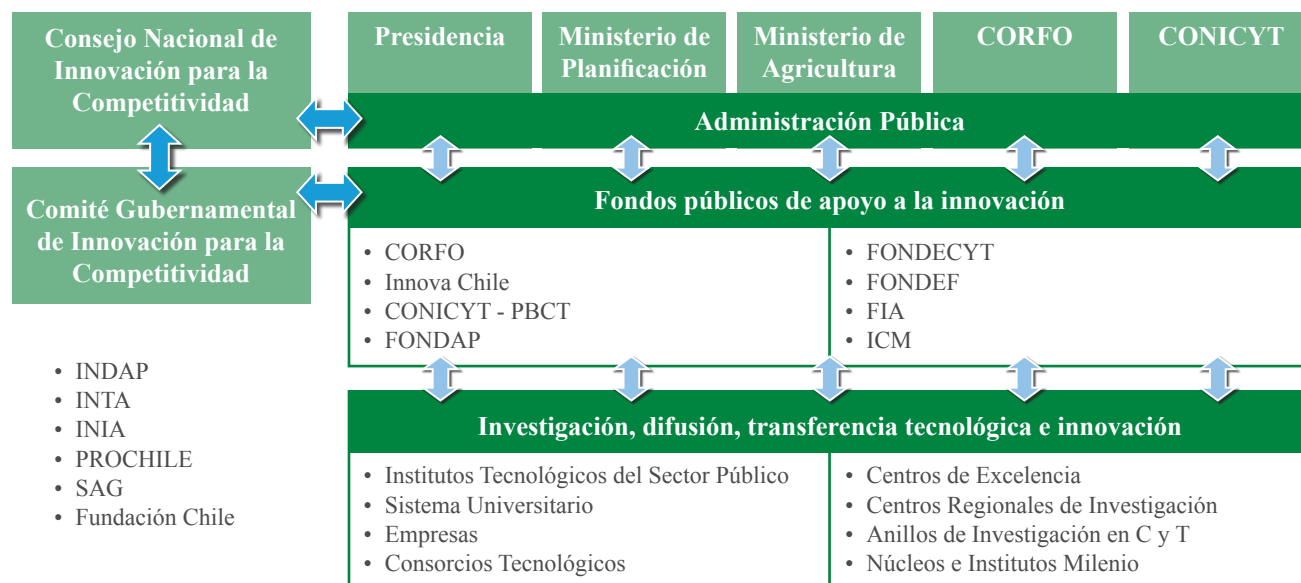 Consejo Nacional de
Innovación para la
Competitividad
Comité Gubernamental
de Innovación para la
Competitividad
• INDAP
• INTA
• INIA
• PROCHILE
• SAG
• Fundación Chile
Presidencia
Ministerio de
Planificación
Ministerio de
Agricultura
CORFO
CONICYT
Administración Pública
Fondos públicos de apoyo a la innovación
• CORFO
• Innova Chile
• CONICYT - PBCT
• FONDAP
• FONDECYT
• FONDEF
• FIA
• ICM
Investigación, difusión, transferencia tecnológica e innovación
• Institutos Tecnológicos del Sector Público
• Sistema Universitario
• Empresas
• Consorcios Tecnológicos
• Centros de Excelencia
• Centros Regionales de Investigación
• Anillos de Investigación en C y T
• Núcleos e Institutos Milenio